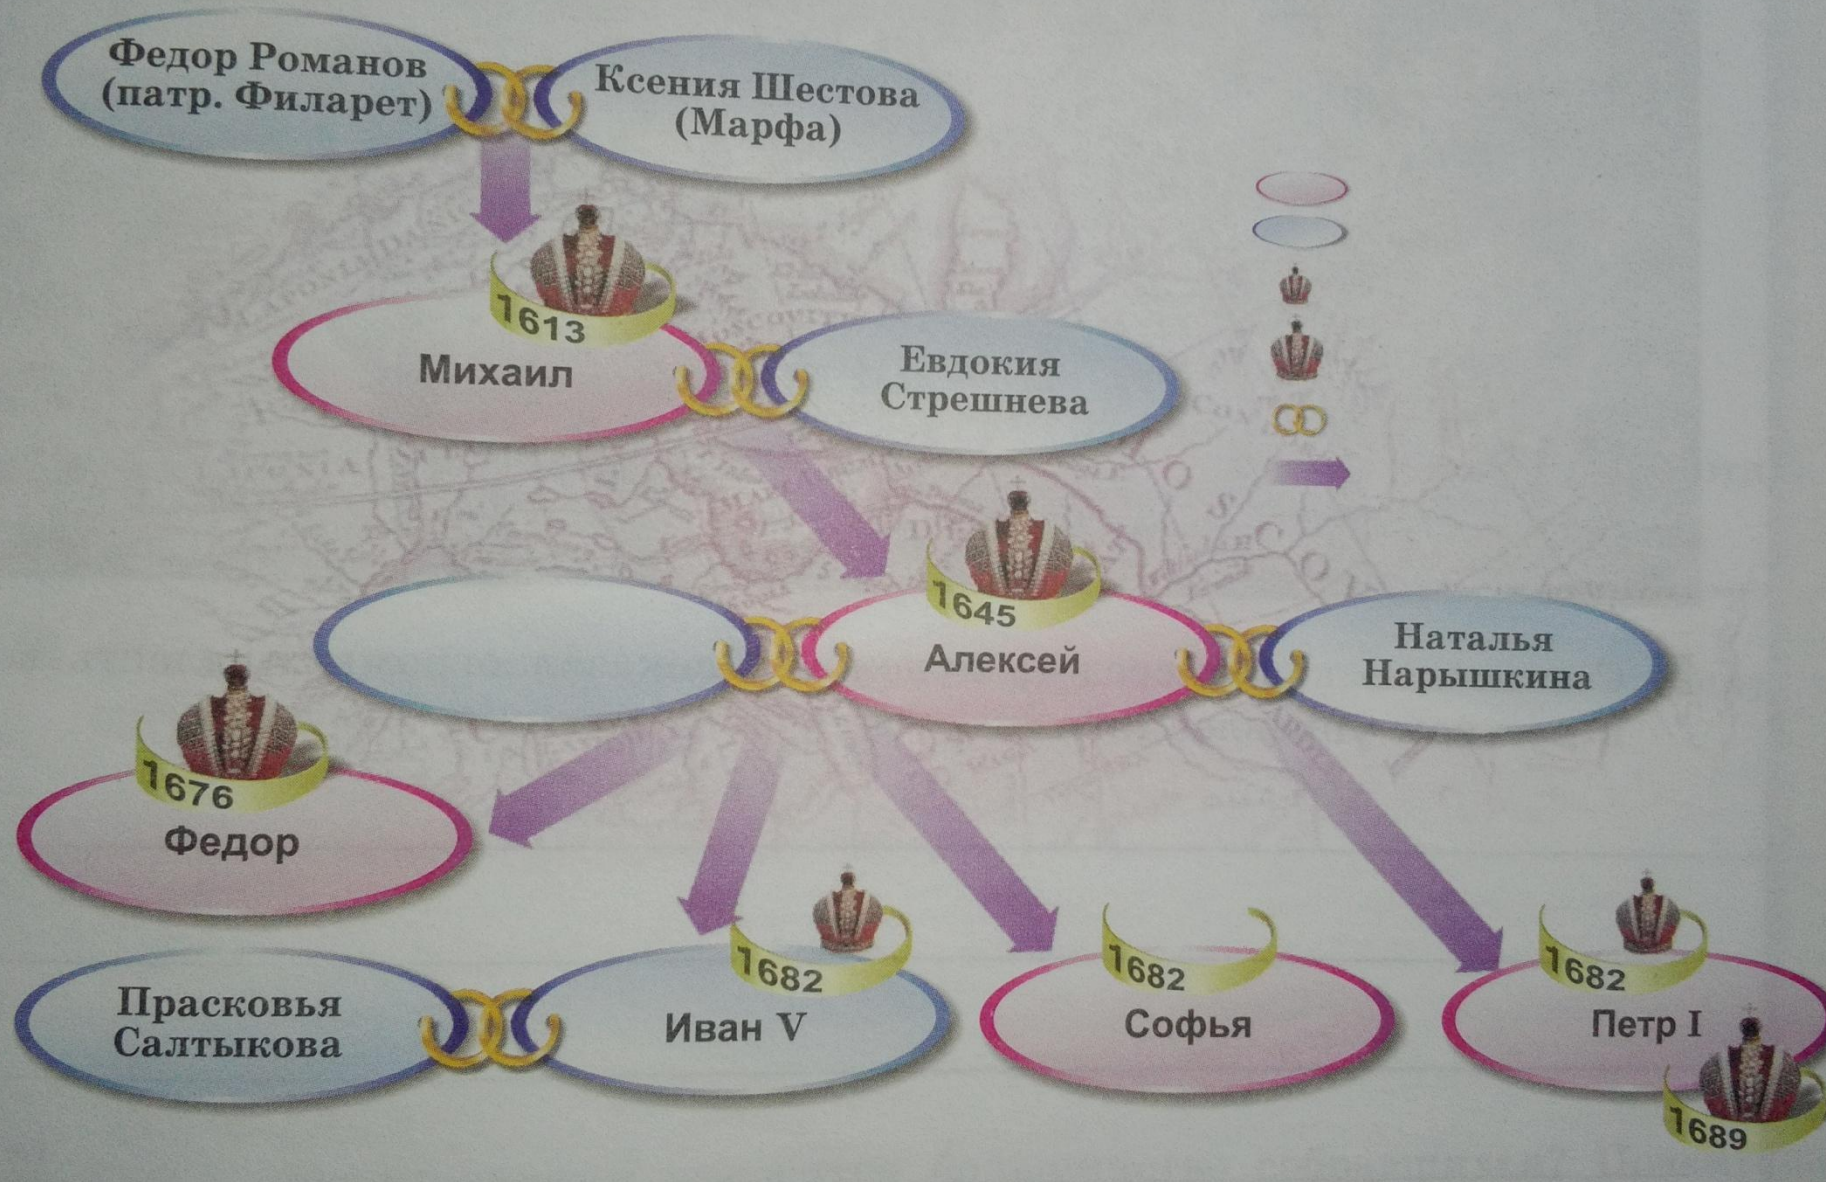 Федор Романов
(патр. Филарет)
Ксения Шестова
(Марфа)
1613
Михаил
Евдокия
Стрешнева
1645
Алексей
Наталья
Нарышкина
1676
Федор
Прасковья
Салтыкова
1682
Иван V
1682
Софья
1682
Петр I
1689